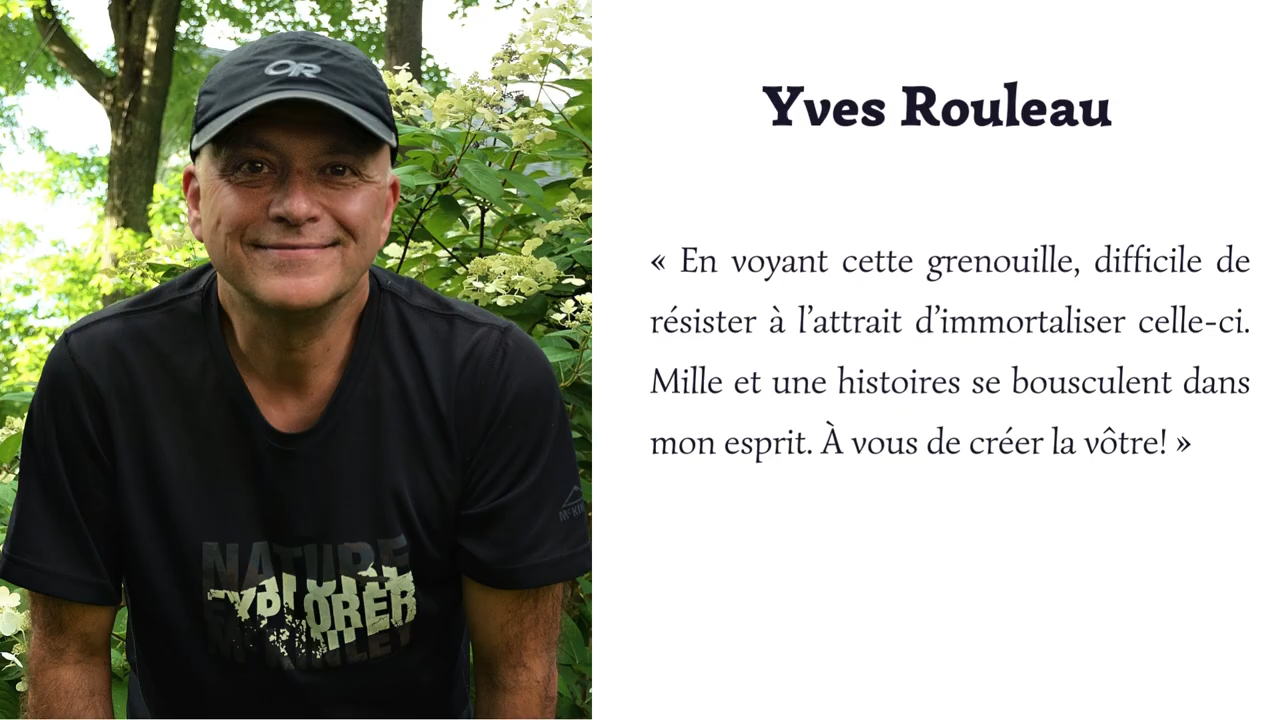 OR
Yves Rouleau
« En voyant cette grenouille, difficile de
résister à l’attrait d’immortaliser celle-ci.
Mille et une histoires se bousculent dans
mon esprit. À vous de créer la vôtre! »
NATURE
EXPLORER
McKINLEY